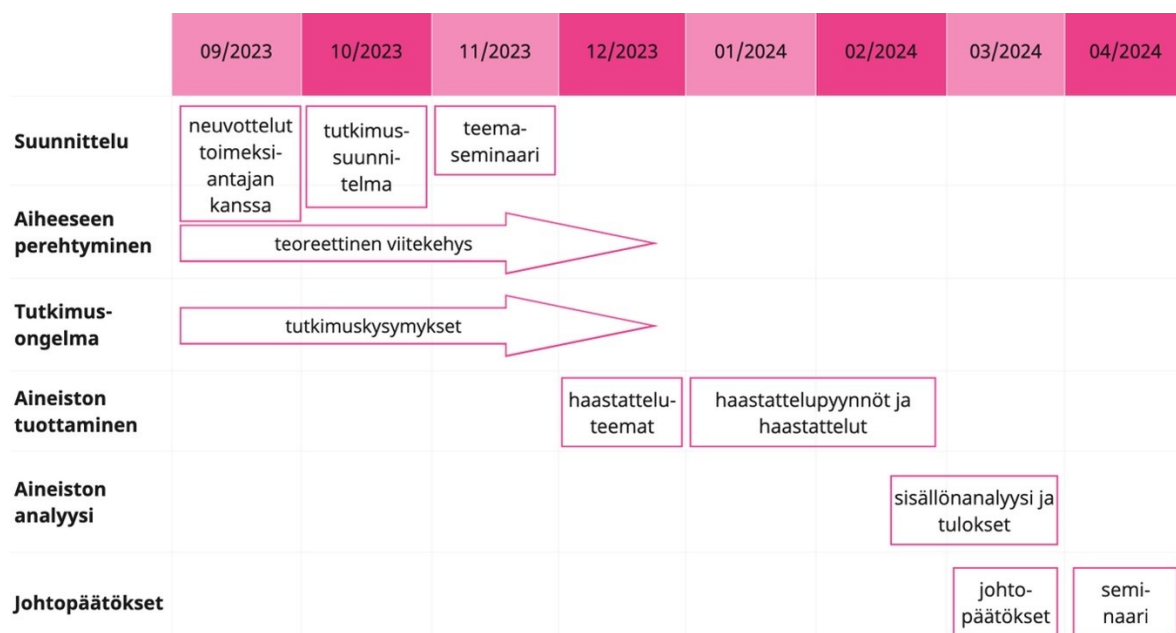 09/2023 10/2023 11/2023 12/2023 01/2024 02/2024 03/2024 04/2024
Suunnittelu
neuvottelut
toimeksi-
antajan
kanssa
tutkimus-
suunni-
telma
teema-
seminaari
Aiheeseen
perehtyminen
teoreettinen viitekehys
Tutkimus-
ongelma
tutkimuskysymykset
Aineiston
tuottaminen
haastattelu-
teemat
haastattelupyynnöt ja
haastattelut
Aineiston
analyysi
sisällönanalyysi ja
tulokset
Johtopäätökset
johto-
päätökset
semi-
naari